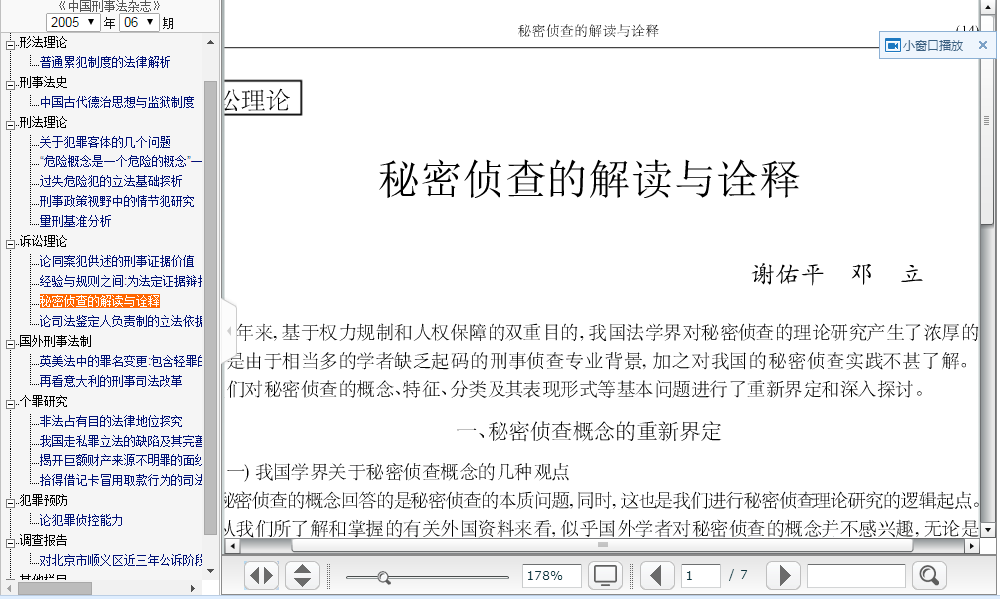 《中国刑事法杂志》
2005 年 06 期
形法理论
普通累犯制度的法律解析
刑事法史
中国古代德治思想与监狱制度
刑法理论
关于犯罪客体的几个问题
“危险概念是一个危险的概念”一
过失危险犯的立法基础探析
刑事政策视野中的情节犯研究
量刑基准分析
诉讼理论
论同案犯供述的刑事证据价值
经验与规则之间:为法定证据辩
秘密侦查的解读与诠释
论司法鉴定人负责制的立法依据
国外刑事法制
英美法中的罪名变更:包含轻罪
再看意大利的刑事司法改革
个罪研究
非法占有目的法律地位探究
我国走私罪立法的缺陷及其完善
揭开巨额财产来源不明罪的面纱
拾得借记卡冒用取款行为的司法
犯罪预防
论犯罪侦控能力
调查报告
对北京市顺义区近三年公诉阶段
其他栏目
秘密侦查的解读与诠释
(14)
小窗口播放
讼理论
秘密侦查的解读与诠释
谢佑平 邓 立
年来,基于权力规制和人权保障的双重目的,我国法学界对秘密侦查的理论研究产生了浓厚的
是由于相当多的学者缺乏起码的刑事侦查专业背景,加之对我国的秘密侦查实践不甚了解。
们对秘密侦查的概念、特征、分类及其表现形式等基本问题进行了重新界定和深入探讨。
一、秘密侦查概念的重新界定
一) 我国学界关于秘密侦查概念的几种观点
秘密侦查的概念回答的是秘密侦查的本质问题,同时,这也是我们进行秘密侦查理论研究的逻辑起点。
从我们所了解和掌握的有关外国资料来看,似乎国外学者对秘密侦查的概念并不感兴趣,无论是
178% 1 / 7